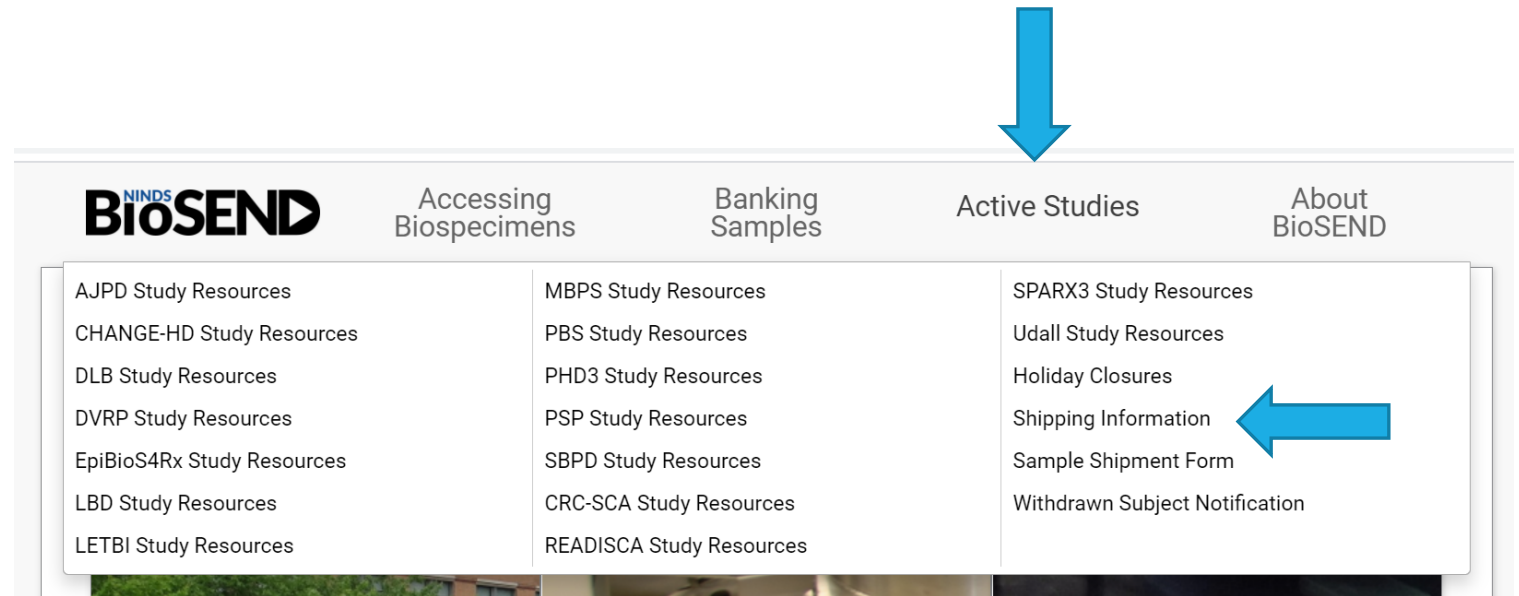 NINDS
BioSEND
Accessing
Biospecimens
Banking
Samples
Active Studies
About
BioSEND
AJPD Study Resources
CHANGE-HD Study Resources
DLB Study Resources
DVRP Study Resources
EpiBioS4Rx Study Resources
LBD Study Resources
LETBI Study Resources
MBPS Study Resources
PBS Study Resources
PHD3 Study Resources
PSP Study Resources
SBPD Study Resources
CRC-SCA Study Resources
READISCA Study Resources
SPARX3 Study Resources
Udall Study Resources
Holiday Closures
Shipping Information
Sample Shipment Form
Withdrawn Subject Notification